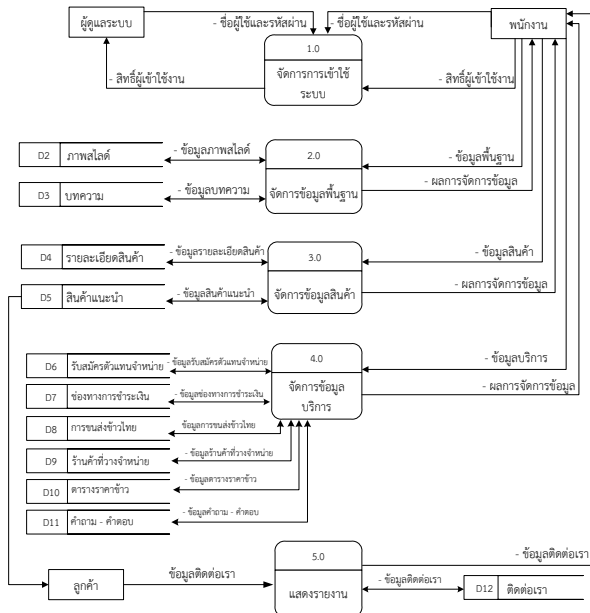 ผู้ดูแลระบบ
- ชื่อผู้ใช้และรหัสผ่าน
- ชื่อผู้ใช้และรหัสผ่าน
พนักงาน
1.0
จัดการการเข้าใช้
ระบบ
- สิทธิ์ผู้เข้าใช้งาน
- สิทธิ์ผู้เข้าใช้งาน
D2 ภาพสไลด์
- ข้อมูลภาพสไลด์
2.0
จัดการข้อมูลพื้นฐาน
- ข้อมูลพื้นฐาน
- ผลการจัดการข้อมูล
D3 บทความ
- ข้อมูลบทความ
D4 รายละเอียดสินค้า
- ข้อมูลรายละเอียดสินค้า
3.0
จัดการข้อมูลสินค้า
- ข้อมูลสินค้า
- ผลการจัดการข้อมูล
D5 สินค้าแนะนำ
- ข้อมูลสินค้าแนะนำ
D6 รับสมัครตัวแทนจำหน่าย
- ข้อมูลรับสมัครตัวแทนจำหน่าย
4.0
จัดการข้อมูล
บริการ
- ข้อมูลบริการ
- ผลการจัดการข้อมูล
D7 ช่องทางการชำระเงิน
- ข้อมูลช่องทางการชำระเงิน
D8 การขนส่งข้าวไทย
ข้อมูลการขนส่งข้าวไทย
D9 ร้านค้าที่วางจำหน่าย
- ข้อมูลร้านค้าที่วางจำหน่าย
D10 ตารางราคาข้าว
- ข้อมูลตารางราคาข้าว
D11 คำถาม - คำตอบ
- ข้อมูลคำถาม - คำตอบ
ลูกค้า
ข้อมูลติดต่อเรา
5.0
แสดงรายงาน
- ข้อมูลติดต่อเรา
- ข้อมูลติดต่อเรา
D12 ติดต่อเรา